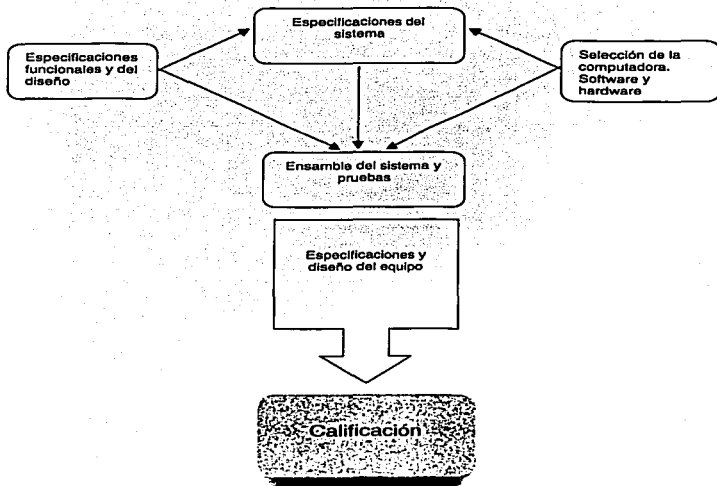 Especificaciones del
sistema
Especificaciones
funcionales y del
diseño
Selección de la
computadora.
Software y
hardware
Ensamble del sistema y
pruebas
Especificaciones y
diseño del equipo
Calificación